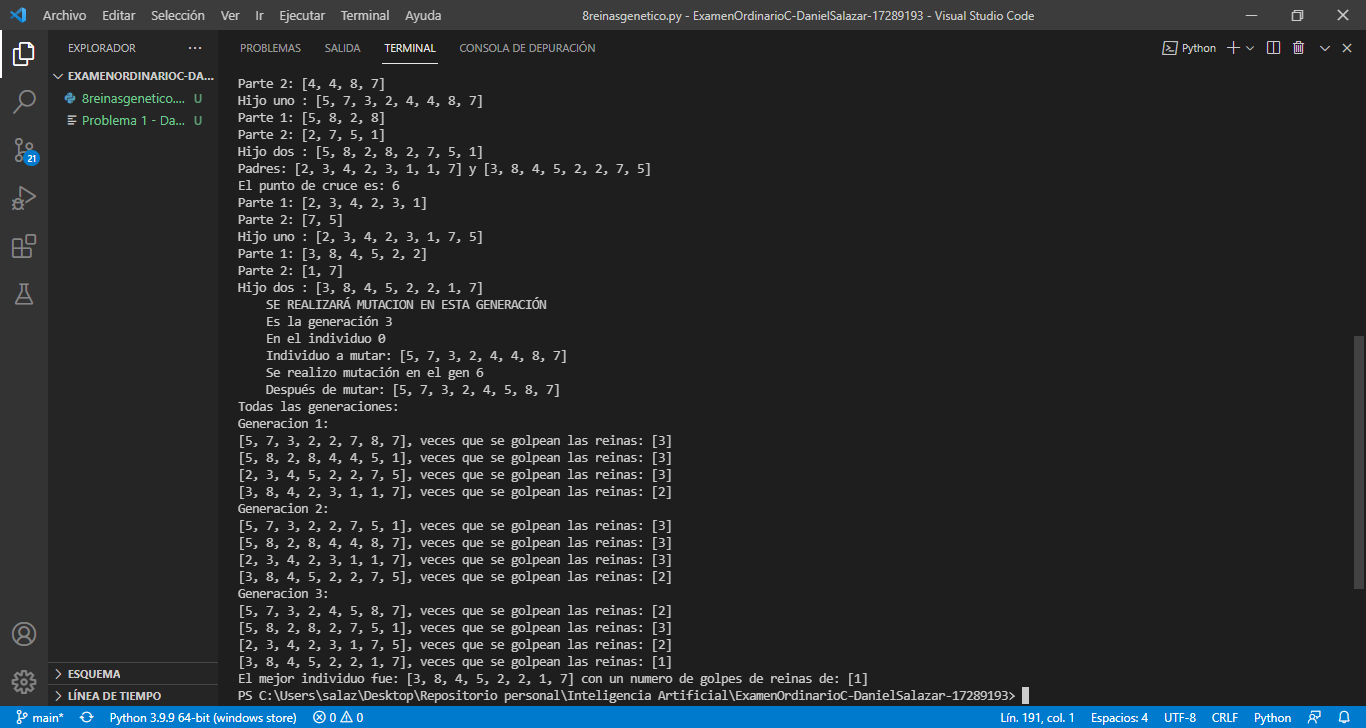 Archivo Editar Selección Ver Ir Ejecutar Terminal Ayuda 8reinasgenetico.py - ExamenOrdinarioC-DanielSalazar-17289193 - Visual Studio Code
EXPLORADOR ···
EXAMENORDINARIOC-DA...
8reinasgenetico.... U
Problema 1 - Da... U
21
ESQUEMA
LÍNEA DE TIEMPO
PROBLEMAS SALIDA TERMINAL CONSOLA DE DEPURACIÓN Python
Parte 2: [4, 4, 8, 7]
Hijo uno : [5, 7, 3, 2, 4, 4, 8, 7]
Parte 1: [5, 8, 2, 8]
Parte 2: [2, 7, 5, 1]
Hijo dos : [5, 8, 2, 8, 2, 7, 5, 1]
Padres: [2, 3, 4, 2, 3, 1, 1, 7] y [3, 8, 4, 5, 2, 2, 7, 5]
El punto de cruce es: 6
Parte 1: [2, 3, 4, 2, 3, 1]
Parte 2: [7, 5]
Hijo uno : [2, 3, 4, 2, 3, 1, 7, 5]
Parte 1: [3, 8, 4, 5, 2, 2]
Parte 2: [1, 7]
Hijo dos : [3, 8, 4, 5, 2, 2, 1, 7]
SE REALIZARÁ MUTACION EN ESTA GENERACIÓN
Es la generación 3
En el individuo 0
Individuo a mutar: [5, 7, 3, 2, 4, 4, 8, 7]
Se realizo mutación en el gen 6
Después de mutar: [5, 7, 3, 2, 4, 5, 8, 7]
Todas las generaciones:
Generacion 1:
[5, 7, 3, 2, 2, 7, 8, 7], veces que se golpean las reinas: [3]
[5, 8, 2, 8, 4, 4, 5, 1], veces que se golpean las reinas: [3]
[2, 3, 4, 5, 2, 2, 7, 5], veces que se golpean las reinas: [3]
[3, 8, 4, 2, 3, 1, 1, 7], veces que se golpean las reinas: [2]
Generacion 2:
[5, 7, 3, 2, 2, 7, 5, 1], veces que se golpean las reinas: [3]
[5, 8, 2, 8, 4, 4, 8, 7], veces que se golpean las reinas: [3]
[2, 3, 4, 2, 3, 1, 1, 7], veces que se golpean las reinas: [3]
[3, 8, 4, 5, 2, 2, 7, 5], veces que se golpean las reinas: [2]
Generacion 3:
[5, 7, 3, 2, 4, 5, 8, 7], veces que se golpean las reinas: [2]
[5, 8, 2, 8, 2, 7, 5, 1], veces que se golpean las reinas: [3]
[2, 3, 4, 2, 3, 1, 7, 5], veces que se golpean las reinas: [2]
[3, 8, 4, 5, 2, 2, 1, 7], veces que se golpean las reinas: [1]
El mejor individuo fue: [3, 8, 4, 5, 2, 2, 1, 7] con un numero de golpes de reinas de: [1]
PS C:\Users\salaz\Desktop\Repositorio personal\Inteligencia Artificial\ExamenOrdinarioC-DanielSalazar-17289193>
main* Python 3.9.9 64-bit (windows store) 0 0 Lín. 191, col. 1 Espacios: 4 UTF-8 CRLF Python